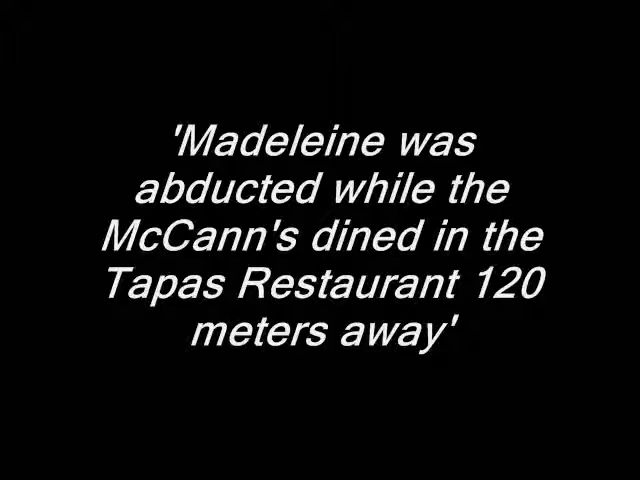 'Madeleine was
abducted while the
McCann's dined in the
Tapas Restaurant 120
meters away'